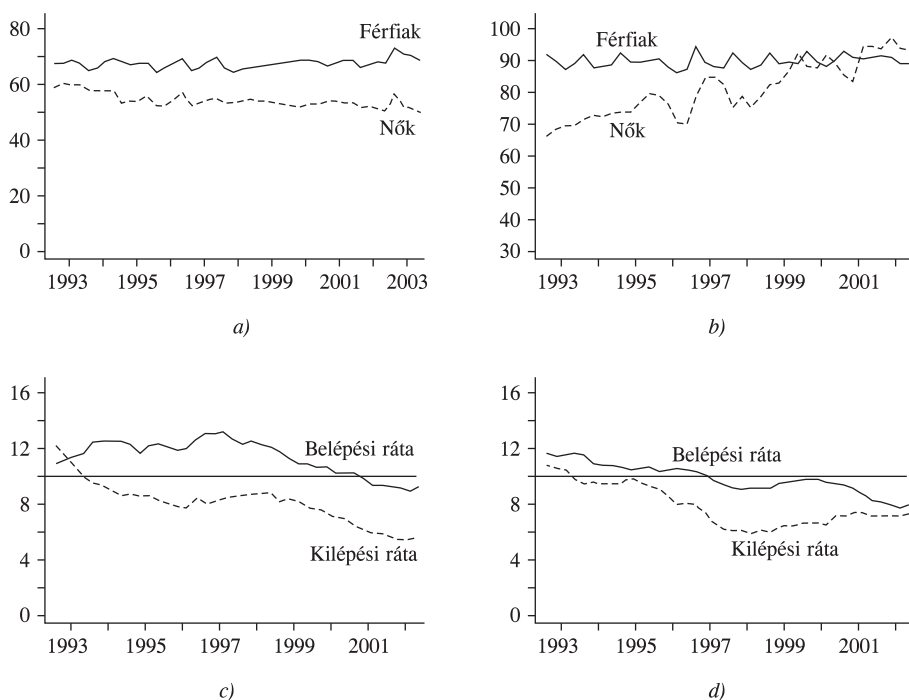 80
60
40
20
0
Férfiak
Nők
1993 1995 1997 1999 2001 2003
a)
100
90
80
70
60
50
40
30
Férfiak
Nők
1993 1995 1997 1999 2001
b)
16
12
8
4
0
Belépési ráta
Kilépési ráta
1993 1995 1997 1999 2001
c)
16
12
8
4
0
Belépési ráta
Kilépési ráta
1993 1995 1997 1999 2001
d)